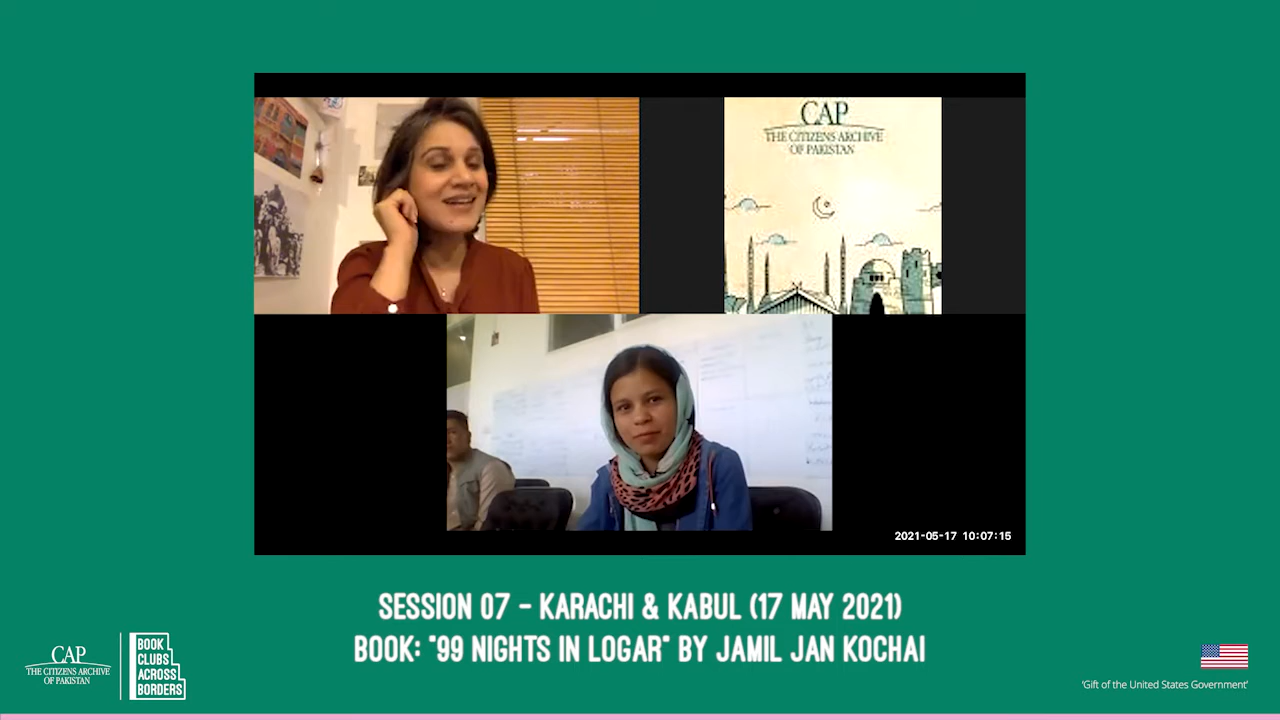 CAP
THE CITIZENS ARCHIVE
OF PAKISTAN
2021-05-17 10:07:15
SESSION 07 - KARACHI & KABUL (17 MAY 2021)
BOOK: "99 NIGHTS IN LOGAR" BY JAMIL JAN KOCHAI
CAP
THE CITIZENS ARCHIVE
OF PAKISTAN
BOOK
CLUBS
ACROSS
BORDERS
'Gift of the United States Government'